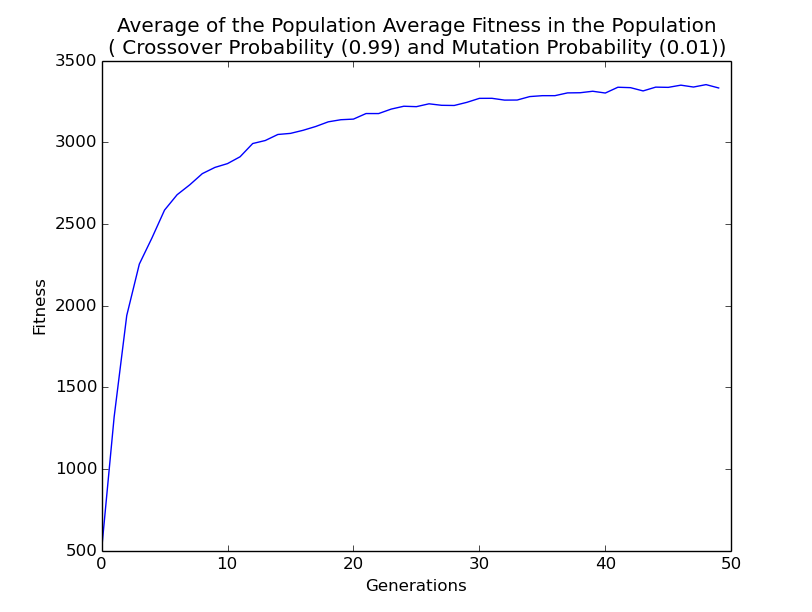 Average of the Population Average Fitness in the Population
( Crossover Probability (0.99) and Mutation Probability (0.01))
3500
3000
2500
2000
1500
1000
500
Fitness
0 10 20 30 40 50
Generations